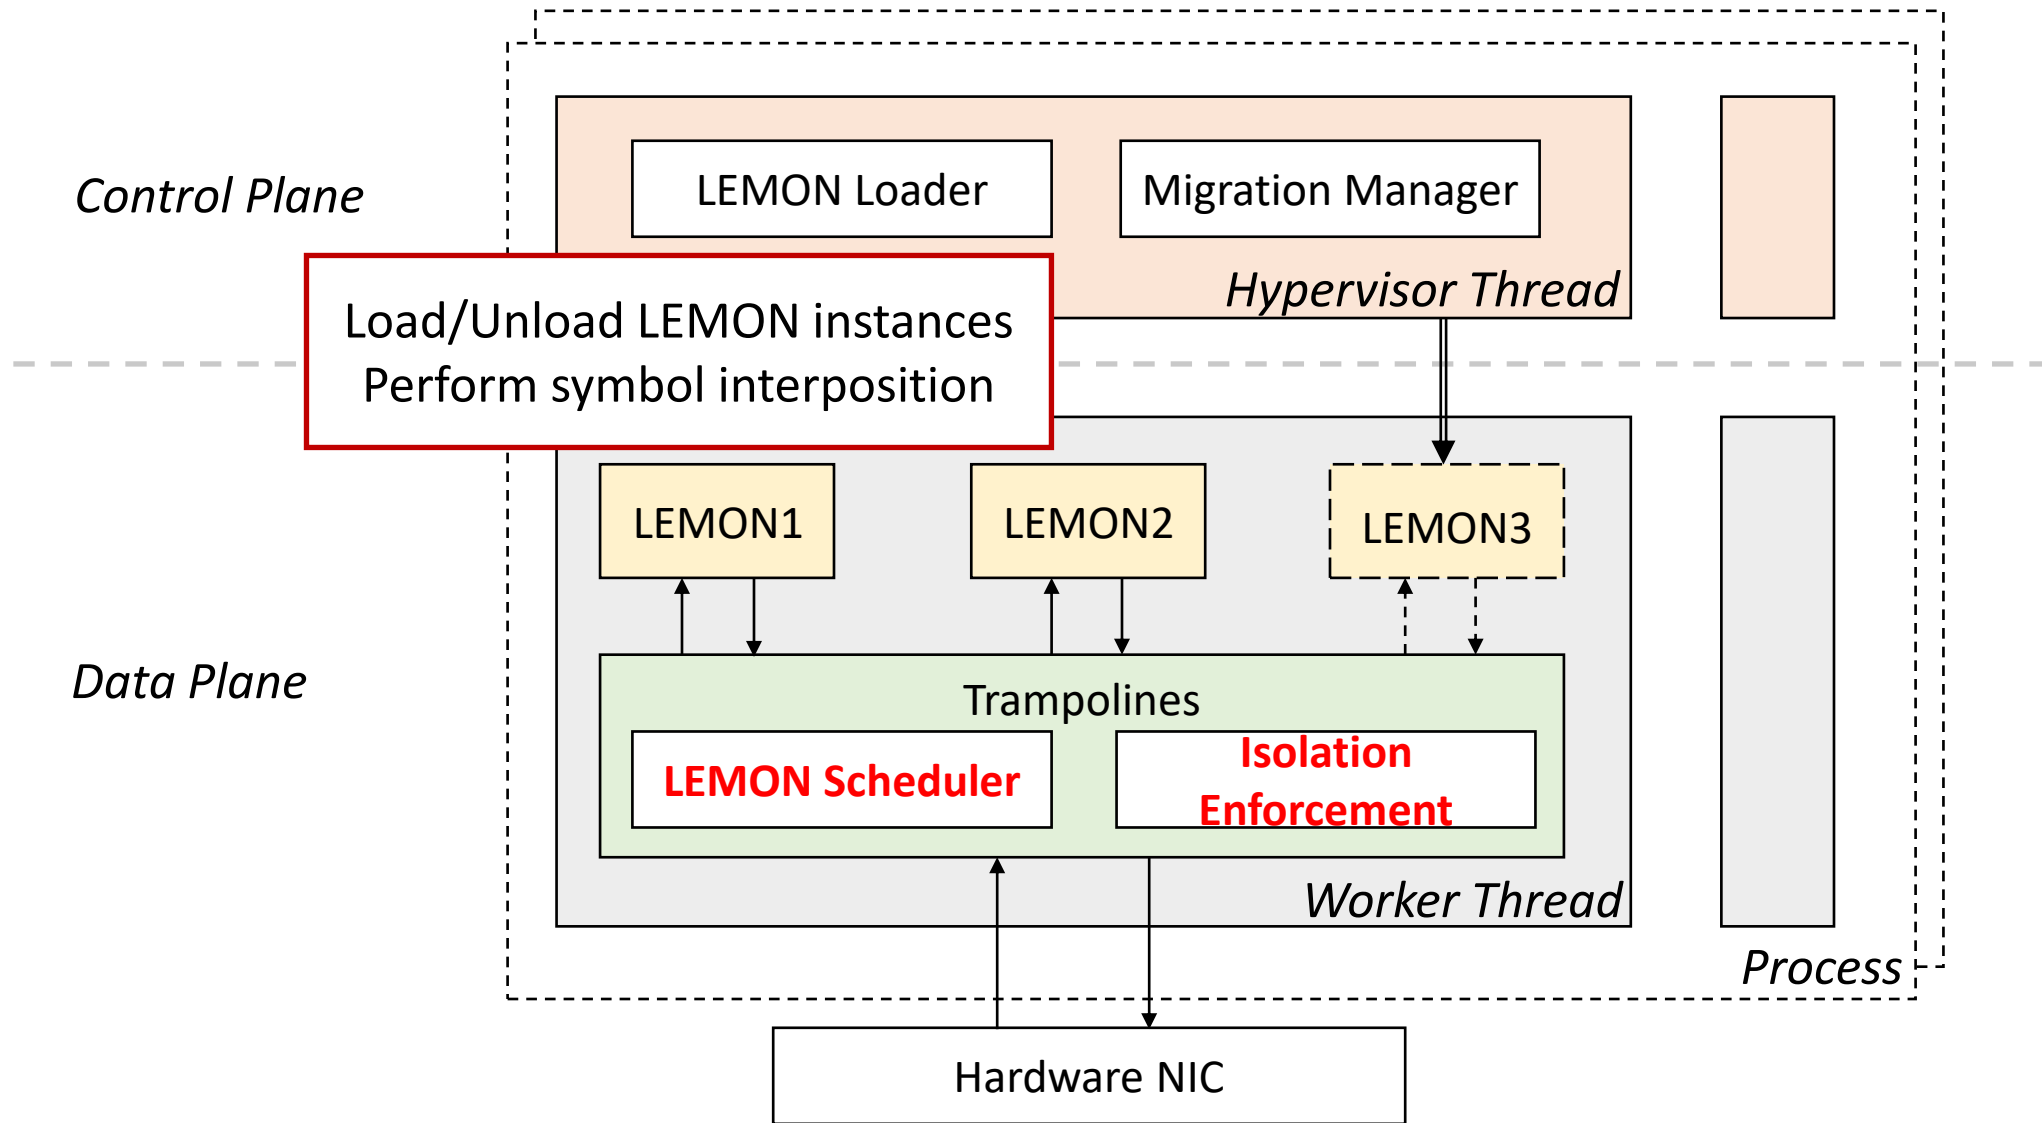 Control Plane
LEMON Loader
Migration Manager
Hypervisor Thread
Load/Unload LEMON instances
Perform symbol interposition
LEMON1
LEMON2
LEMON3
Data Plane
Trampolines
LEMON Scheduler
Isolation
Enforcement
Worker Thread
Process
Hardware NIC